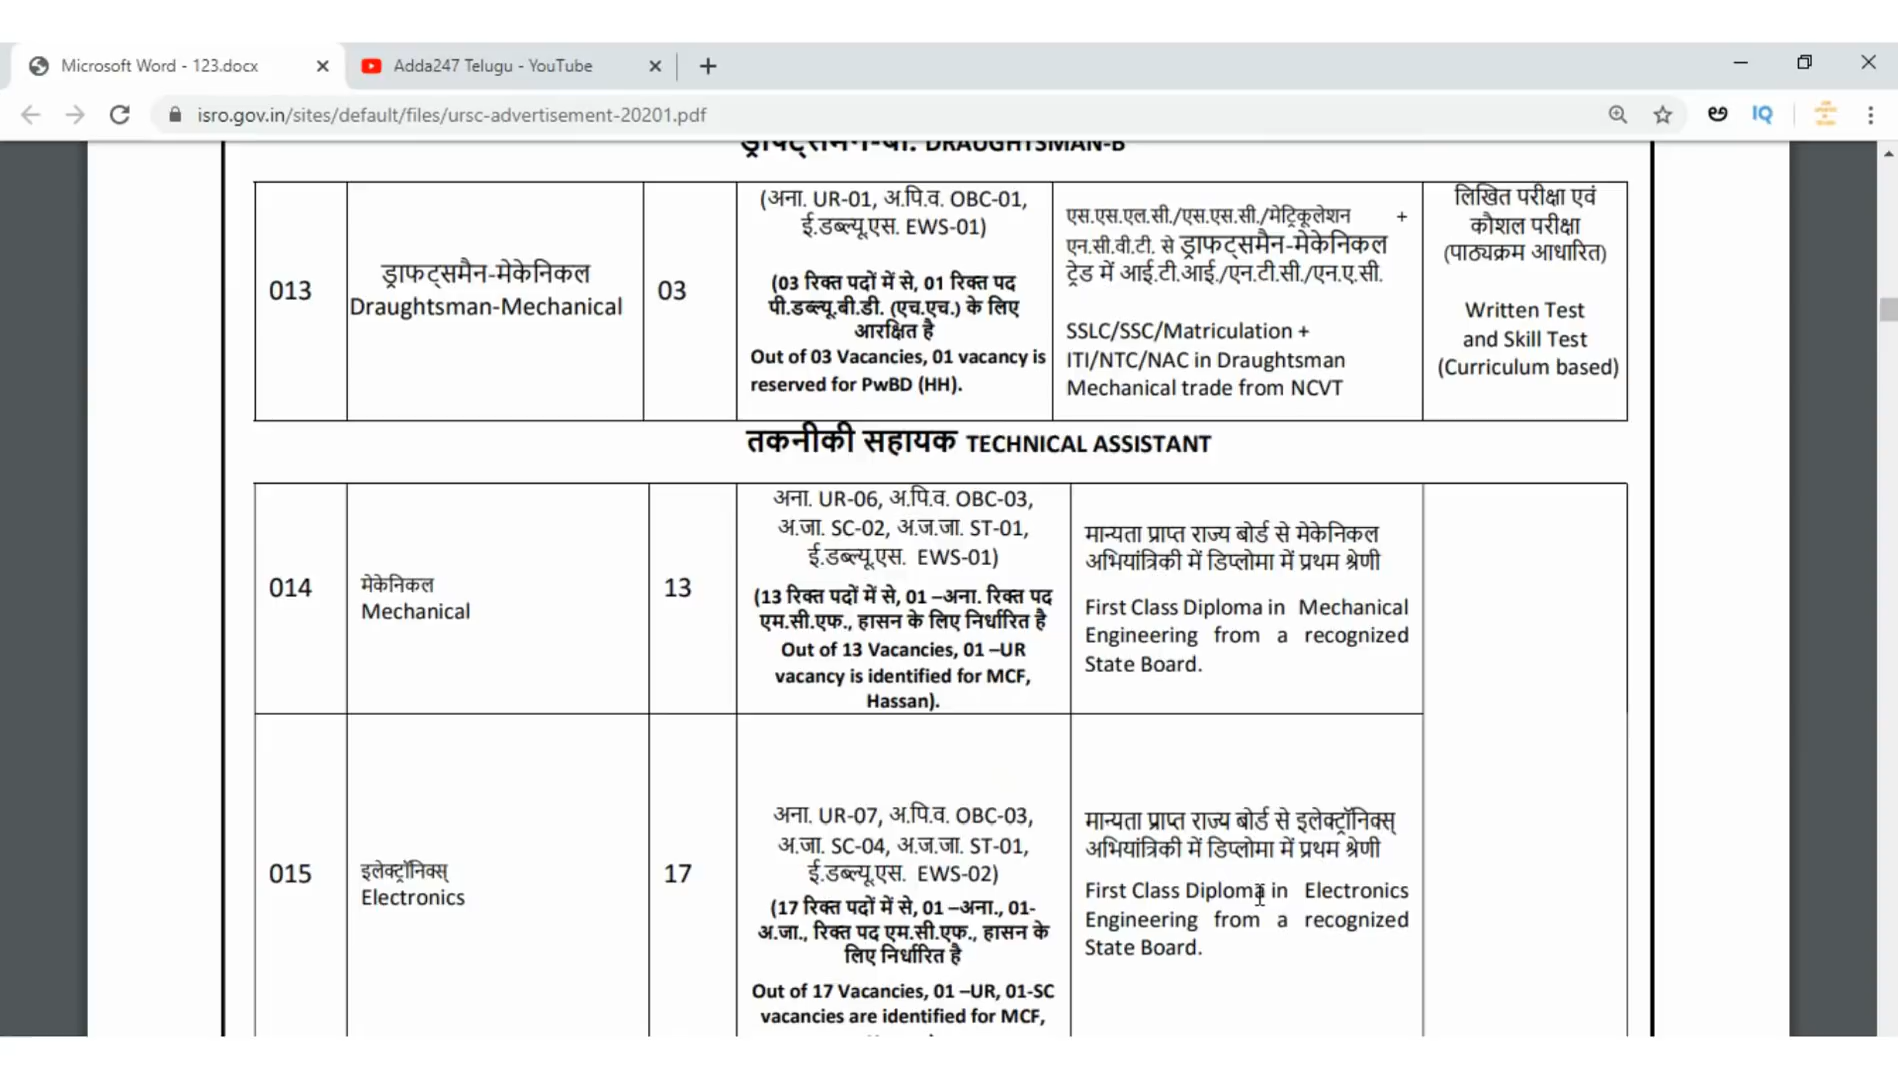 Microsoft Word - 123.docx
Adda247 Telugu - YouTube
isro.gov.in/sites/default/files/ursc-advertisement-20201.pdf
IQ
ड्राफ्ट्समैन-बी. DRAUGHTSMAN-B
013
ड्राफ्ट्समैन-मेकेनिकल
Draughtsman-Mechanical
03
(अना. UR-01, अ.पि.व. OBC-01,
ई.डब्ल्यू.एस. EWS-01)
(03 रिक्त पदों में से, 01 रिक्त पद
पी.डब्ल्यू.बी.डी. (एच.एच.) के लिए
आरक्षित है
Out of 03 Vacancies, 01 vacancy is
reserved for PwBD (HH).
एस.एस.एल.सी./एस.एस.सी./मेट्रिकूलेशन +
एन.सी.वी.टी. से ड्राफ्ट्समैन-मेकेनिकल
ट्रेड में आई.टी.आई./एन.टी.सी./एन.ए.सी.
SSLC/SSC/Matriculation +
ITI/NTC/NAC in Draughtsman
Mechanical trade from NCVT
लिखित परीक्षा एवं
कौशल परीक्षा
(पाठ्यक्रम आधारित)
Written Test
and Skill Test
(Curriculum based)
तकनीकी सहायक TECHNICAL ASSISTANT
014
मेकेनिकल
Mechanical
13
अना. UR-06, अ.पि.व. OBC-03,
अ.जा. SC-02, अ.ज.जा. ST-01,
ई.डब्ल्यू.एस. EWS-01)
(13 रिक्त पदों में से, 01 –अना. रिक्त पद
एम.सी.एफ., हासन के लिए निर्धारित है
Out of 13 Vacancies, 01 –UR
vacancy is identified for MCF,
Hassan).
मान्यता प्राप्त राज्य बोर्ड से मेकेनिकल
अभियांत्रिकी में डिप्लोमा में प्रथम श्रेणी
First Class Diploma in Mechanical
Engineering from a recognized
State Board.
015
इलेक्ट्रॉनिक्स्
Electronics
17
अना. UR-07, अ.पि.व. OBC-03,
अ.जा. SC-04, अ.ज.जा. ST-01,
ई.डब्ल्यू.एस. EWS-02)
(17 रिक्त पदों में से, 01 –अना., 01-
अ.जा., रिक्त पद एम.सी.एफ., हासन के
लिए निर्धारित है
Out of 17 Vacancies, 01 –UR, 01-SC
vacancies are identified for MCF,
मान्यता प्राप्त राज्य बोर्ड से इलेक्ट्रॉनिक्स्
अभियांत्रिकी में डिप्लोमा में प्रथम श्रेणी
First Class Diploma in Electronics
Engineering from a recognized
State Board.